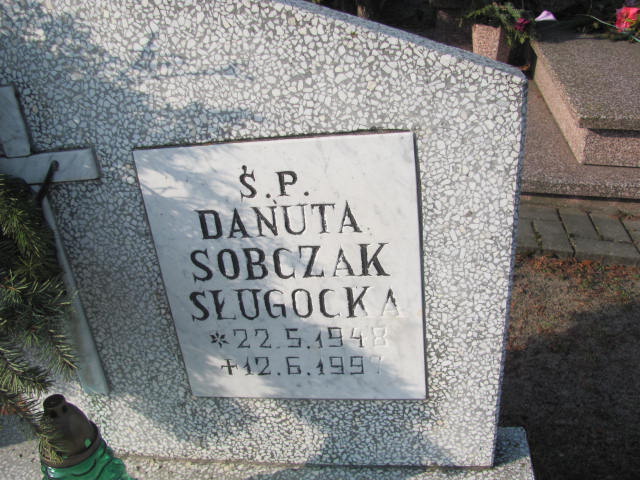 Ś.P.
DANUTA
SOBCZAK
SŁUGOCKA
*22.5.1948
+12.6.1997